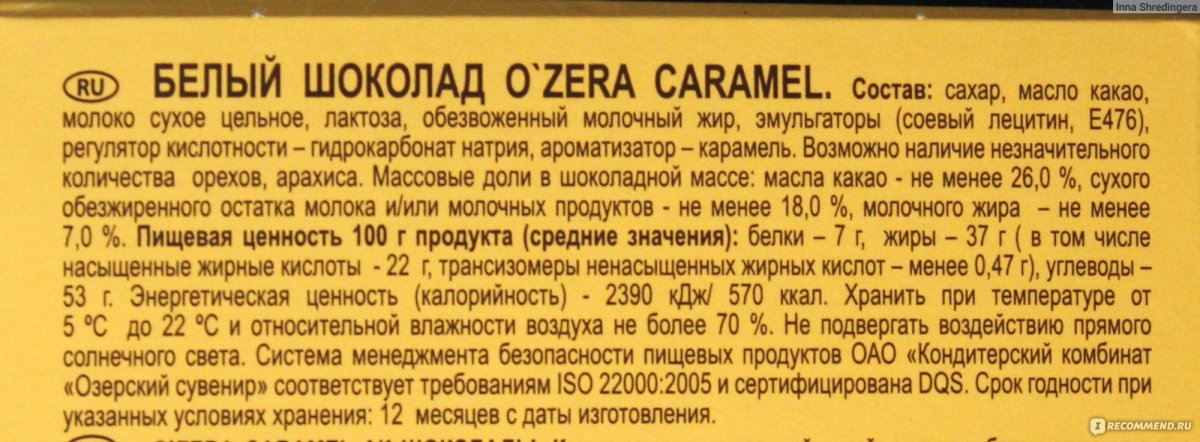 Inna Shredingera
RU БЕЛЫЙ ШОКОЛАД O`ZERA CARAMEL. Состав: сахар, масло какао,
молоко сухое цельное, лактоза, обезвоженный молочный жир, эмульгаторы (соевый лецитин, Е476),
регулятор кислотности – гидрокарбонат натрия, ароматизатор – карамель. Возможно наличие незначительного
количества орехов, арахиса. Массовые доли в шоколадной массе: масла какао - не менее 26,0 %, сухого
обезжиренного остатка молока и/или молочных продуктов - не менее 18,0 %, молочного жира – не менее
7,0 %. Пищевая ценность 100 г продукта (средние значения): белки – 7 г, жиры – 37 г ( в том числе
насыщенные жирные кислоты - 22 г, трансизомеры ненасыщенных жирных кислот – менее 0,47 г), углеводы –
53 г. Энергетическая ценность (калорийность) - 2390 кДж/ 570 ккал. Хранить при температуре от
5 ºС до 22 ºС и относительной влажности воздуха не более 70 %. Не подвергать воздействию прямого
солнечного света. Система менеджмента безопасности пищевых продуктов ОАО «Кондитерский комбинат
«Озерский сувенир» соответствует требованиям ISO 22000:2005 и сертифицирована DQS. Срок годности при
указанных условиях хранения: 12 месяцев с даты изготовления.
I RECOMMEND.RU